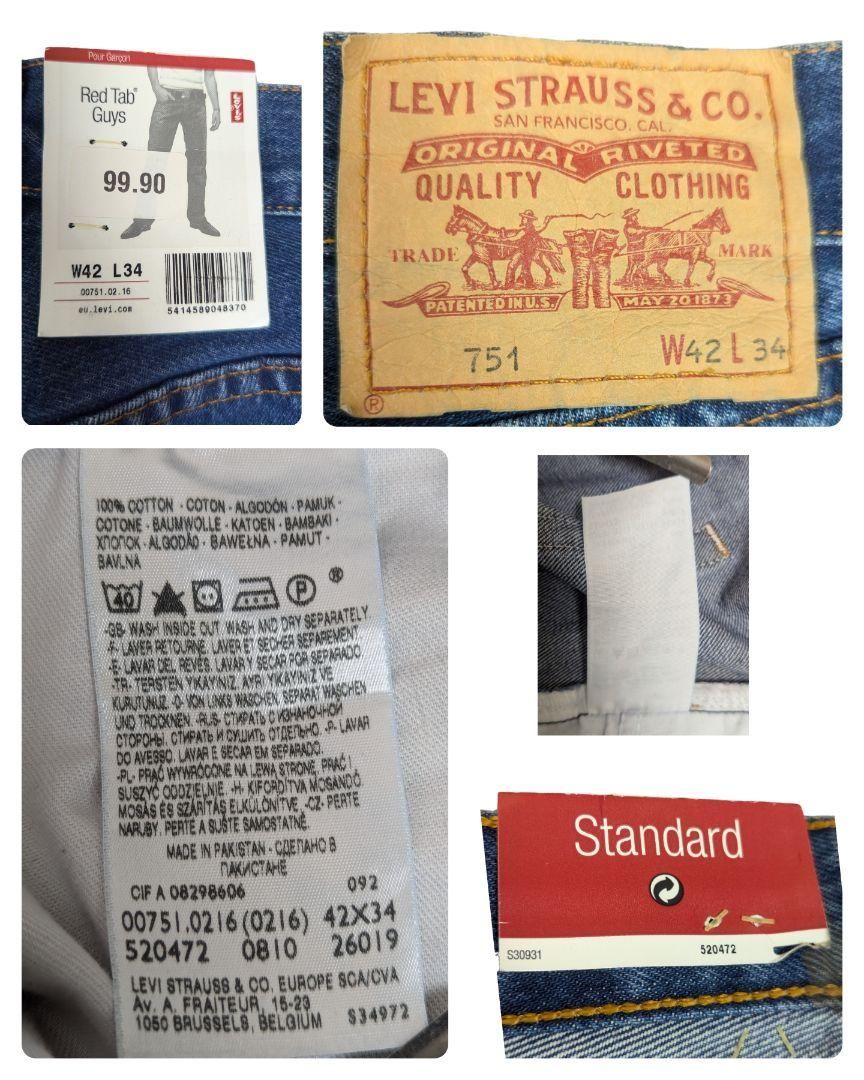 Pour Garçon
Red Tab®
Guys
Levi's
99.90
W42 L34
00751.02.16
eu.levi.com
5414589048370
LEVI STRAUSS & CO.
SAN FRANCISCO. CAL.
ORIGINAL RIVETED
QUALITY CLOTHING
TRADE MARK
PATENTED IN U.S. MAY 20 1873
751 W42 L 34
®
100% COTTON - COTON - ALGODÓN - PAMUK -
COTONE - BAUMWOLLE - KATOEN - BAMBAKI -
ХЛОПОК - ALGODÃO - BAWEŁNA - PAMUT -
BAVLNA
40 P ®
-GB- WASH INSIDE OUT. WASH AND DRY SEPARATELY
-F- LAVER RETOURNE. LAVER ET SECHER SEPAREMENT.
-E- LAVAR DEL REVÉS. LAVAR Y SECAR POR SEPARADO.
-TR- TERSTEN YIKAYINIZ. AYRI YIKAYINIZ VE
KURUTUNUZ. -D- VON LINKS WASCHEN. SEPARAT WASCHEN
UND TROCKNEN. -RUS- СТИРАТЬ С ИЗНАНОЧНОЙ
СТОРОНЫ. СТИРАТЬ И СУШИТЬ ОТДЕЛЬНО. -P- LAVAR
DO AVESSO. LAVAR E SECAR EM SEPARADO.
-PL- PRAĆ WYWRÓCONE NA LEWĄ STRONĘ. PRAĆ I
SUSZYĆ ODDZIELNIE. -H- KIFORDÍTVA MOSANDÓ.
MOSÁS ÉS SZÁRÍTÁS ELKÜLÖNÍTVE. -CZ- PERTE
NARUBY. PERTE A SUŠTE SAMOSTATNĚ.
MADE IN PAKISTAN - СДЕЛАНО В
ПАКИСТАНЕ
CIF A 08298606 092
00751.0216 (0216) 42X34
520472 0810 26019
LEVI STRAUSS & CO. EUROPE SCA/CVA
Av. A. FRAITEUR, 15-23
1050 BRUSSELS, BELGIUM S34972
Standard
S30931 520472